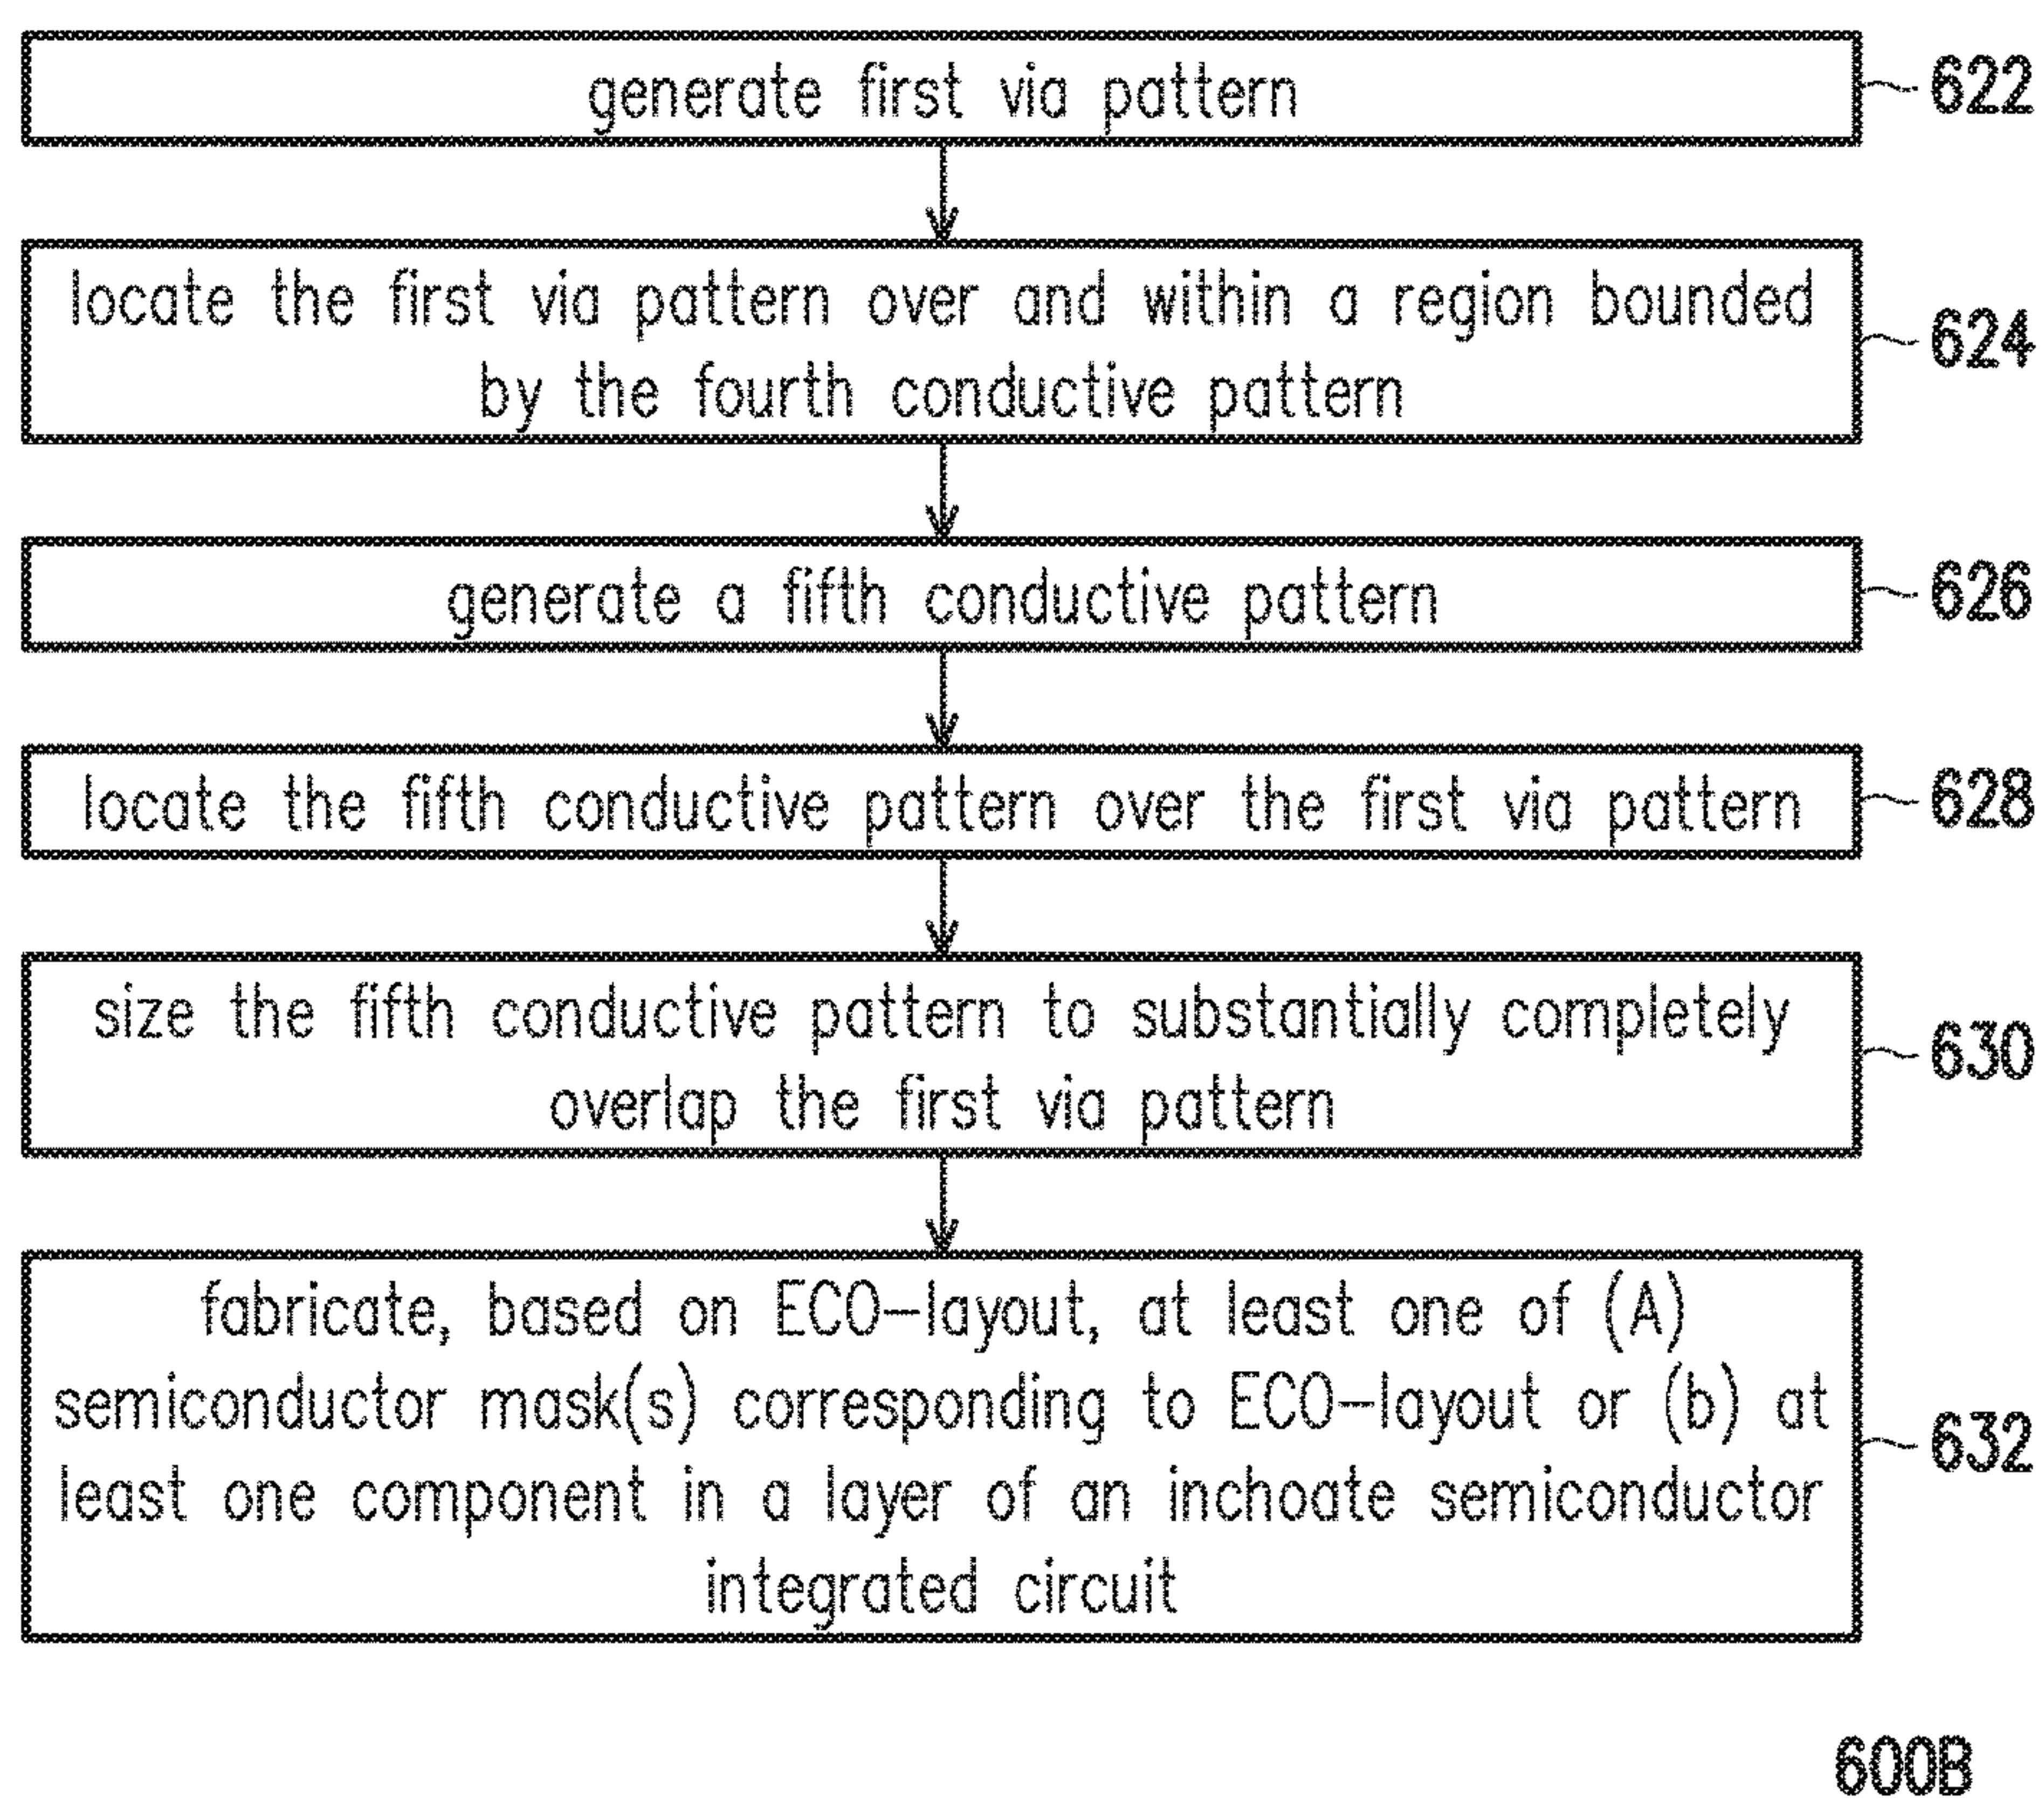 generate first via pattern
622
locate the first via pattern over and within a region bounded
by the fourth conductive pattern
624
generate a fifth conductive pattern
626
locate the fifth conductive pattern over the first via pattern
628
size the fifth conductive pattern to substantially completely
overlap the first via pattern
630
fabricate, based on ECO–layout, at least one of (A)
semiconductor mask(s) corresponding to ECO–layout or (b) at
least one component in a layer of an inchoate semiconductor
integrated circuit
632
600B